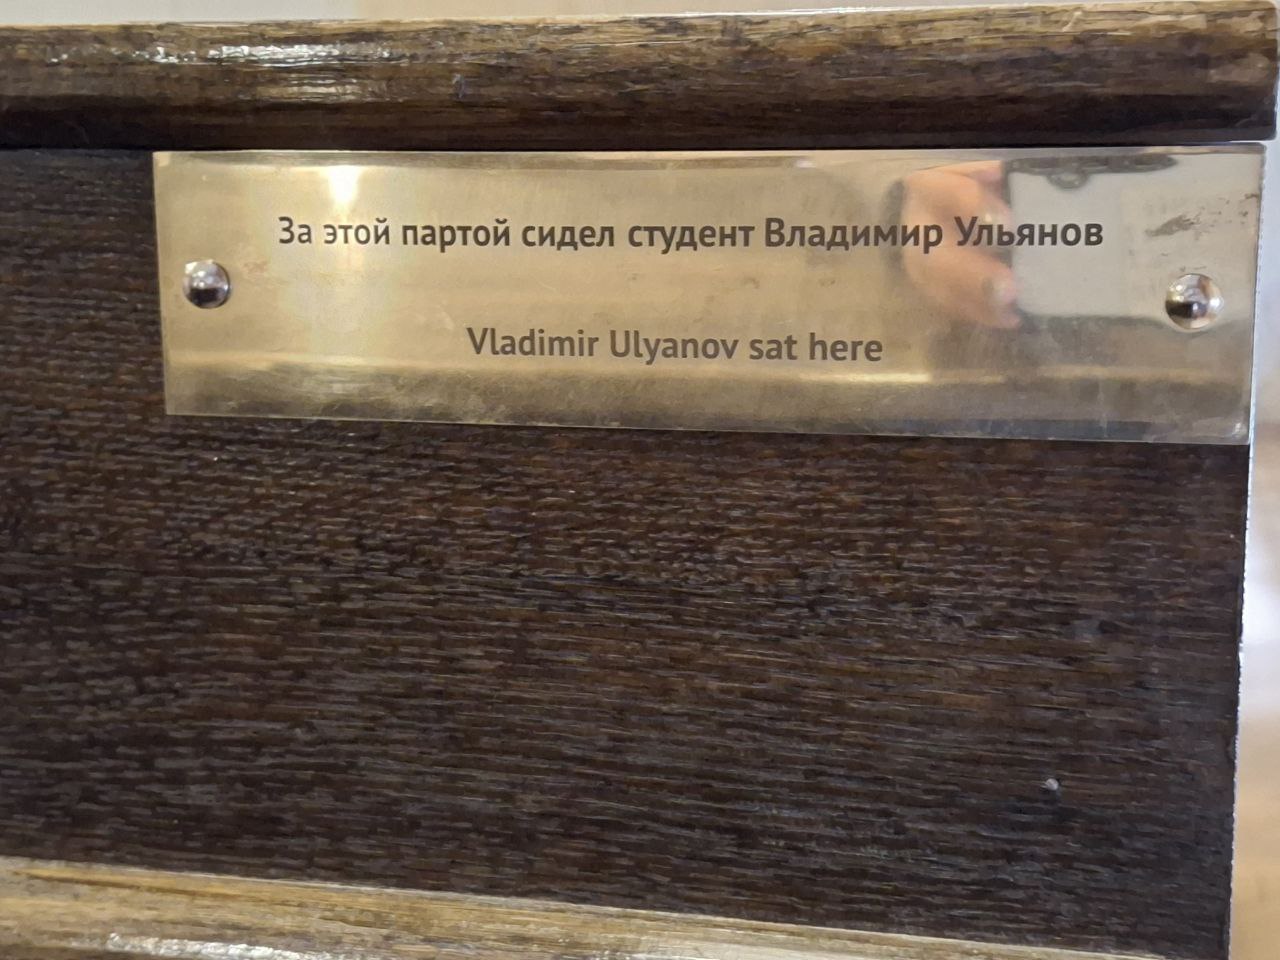 За этой партой сидел студент Владимир Ульянов
Vladimir Ulyanov sat here